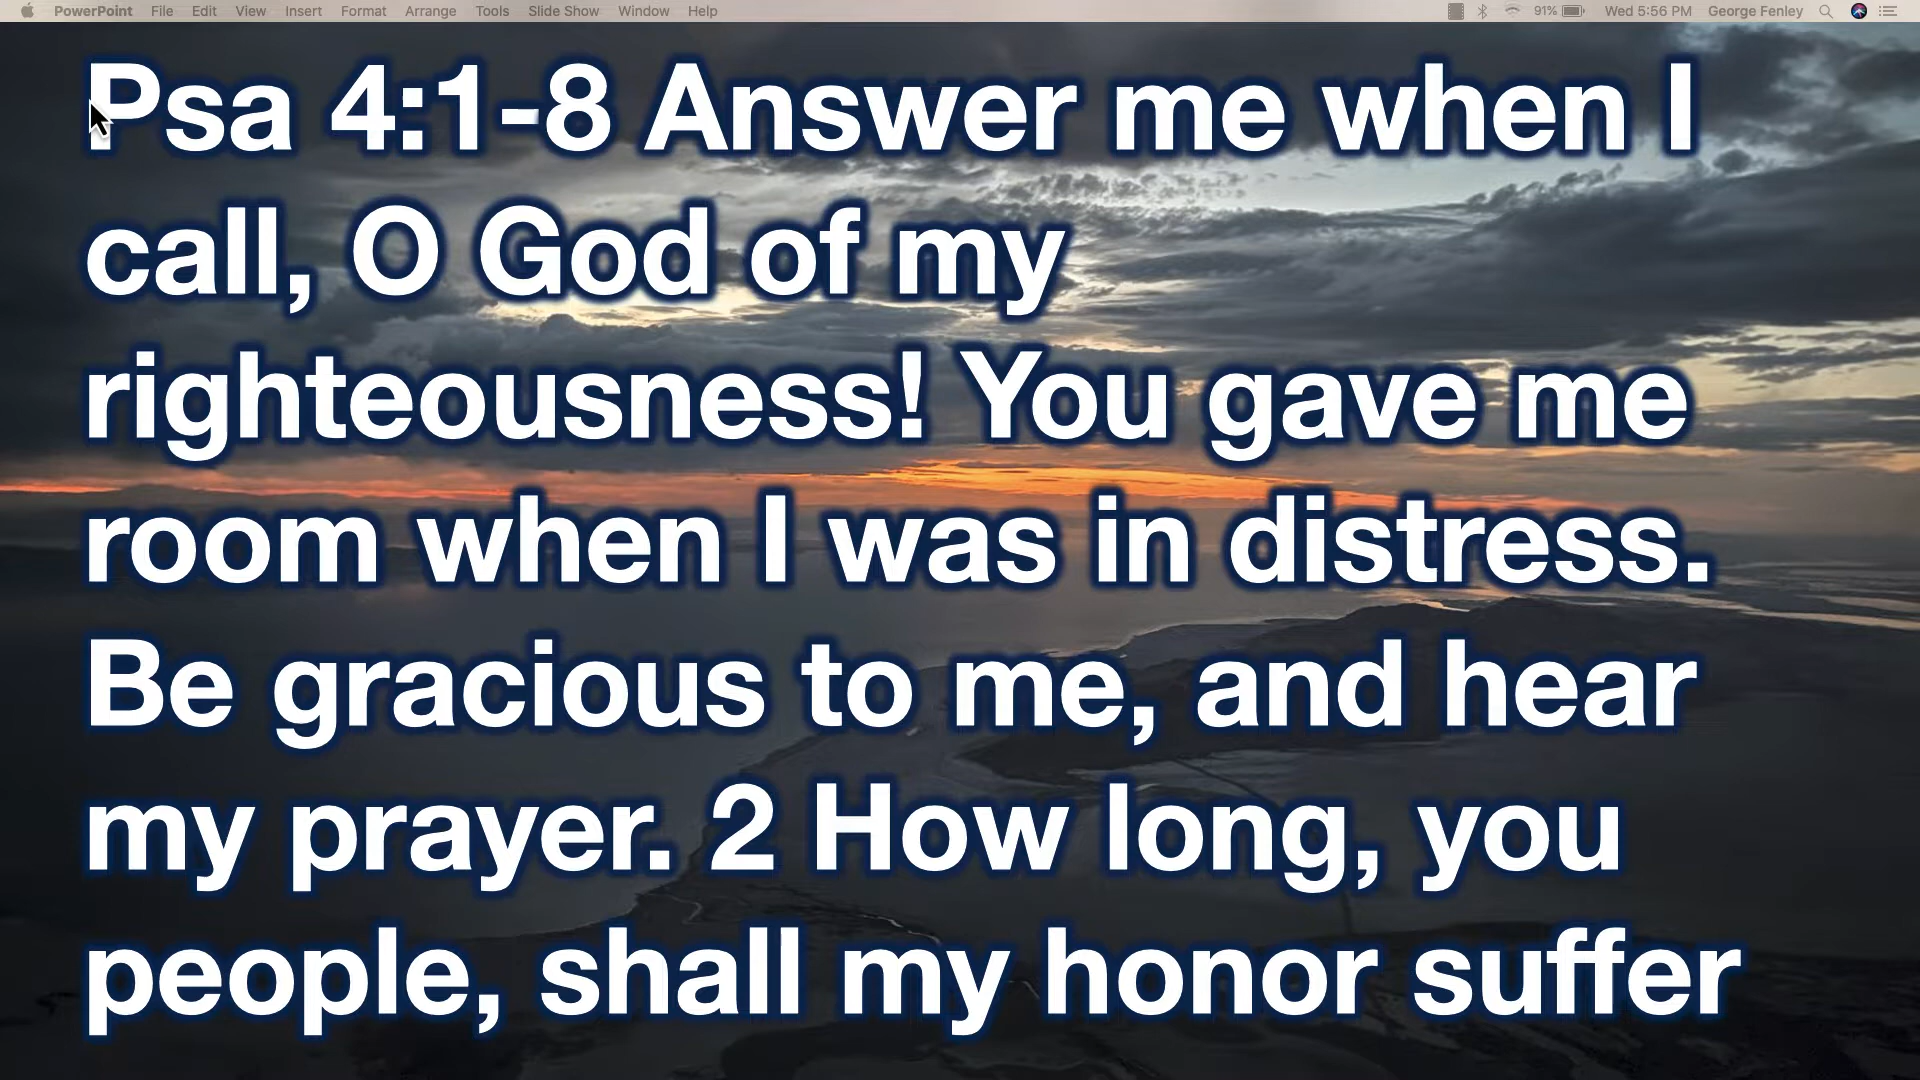 PowerPoint File Edit View Insert Format Arrange Tools Slide Show Window Help 91% Wed 5:56 PM George Fenley
Psa 4:1-8 Answer me when I
call, O God of my
righteousness! You gave me
room when I was in distress.
Be gracious to me, and hear
my prayer. 2 How long, you
people, shall my honor suffer